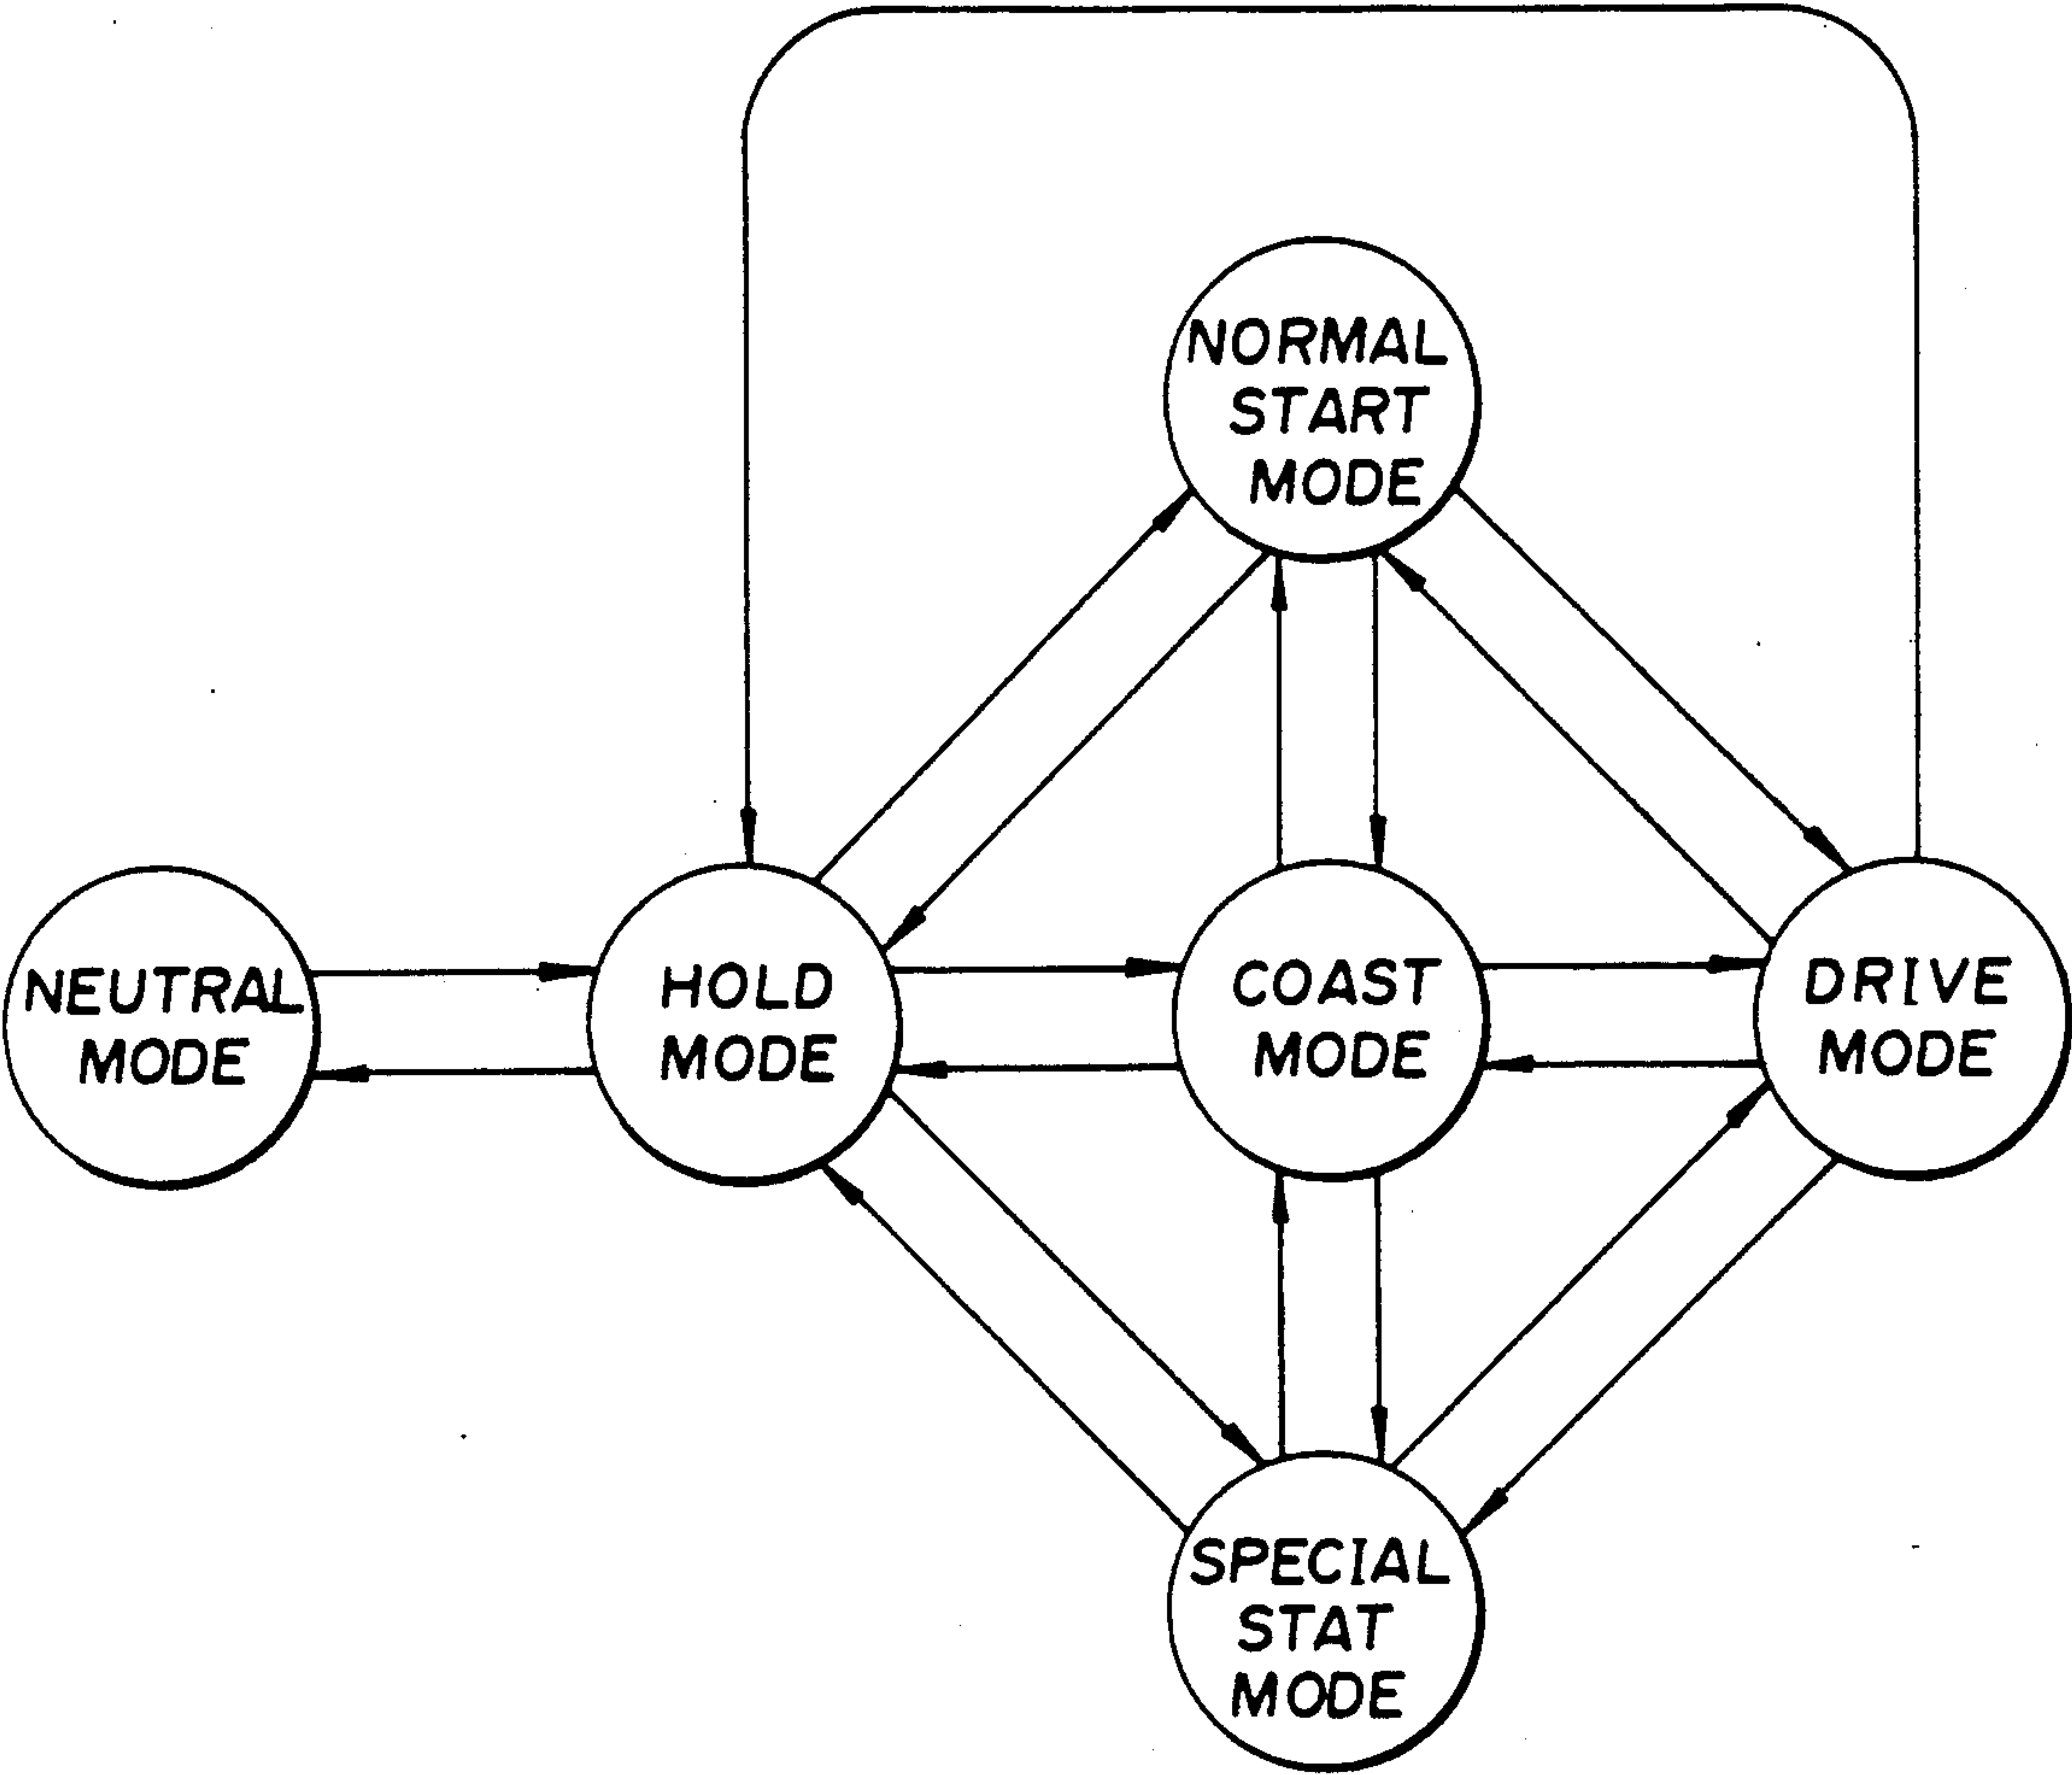 NORMAL
START
MODE
NEUTRAL
MODE
HOLD
MODE
COAST
MODE
DRIVE
MODE
SPECIAL
STAT
MODE